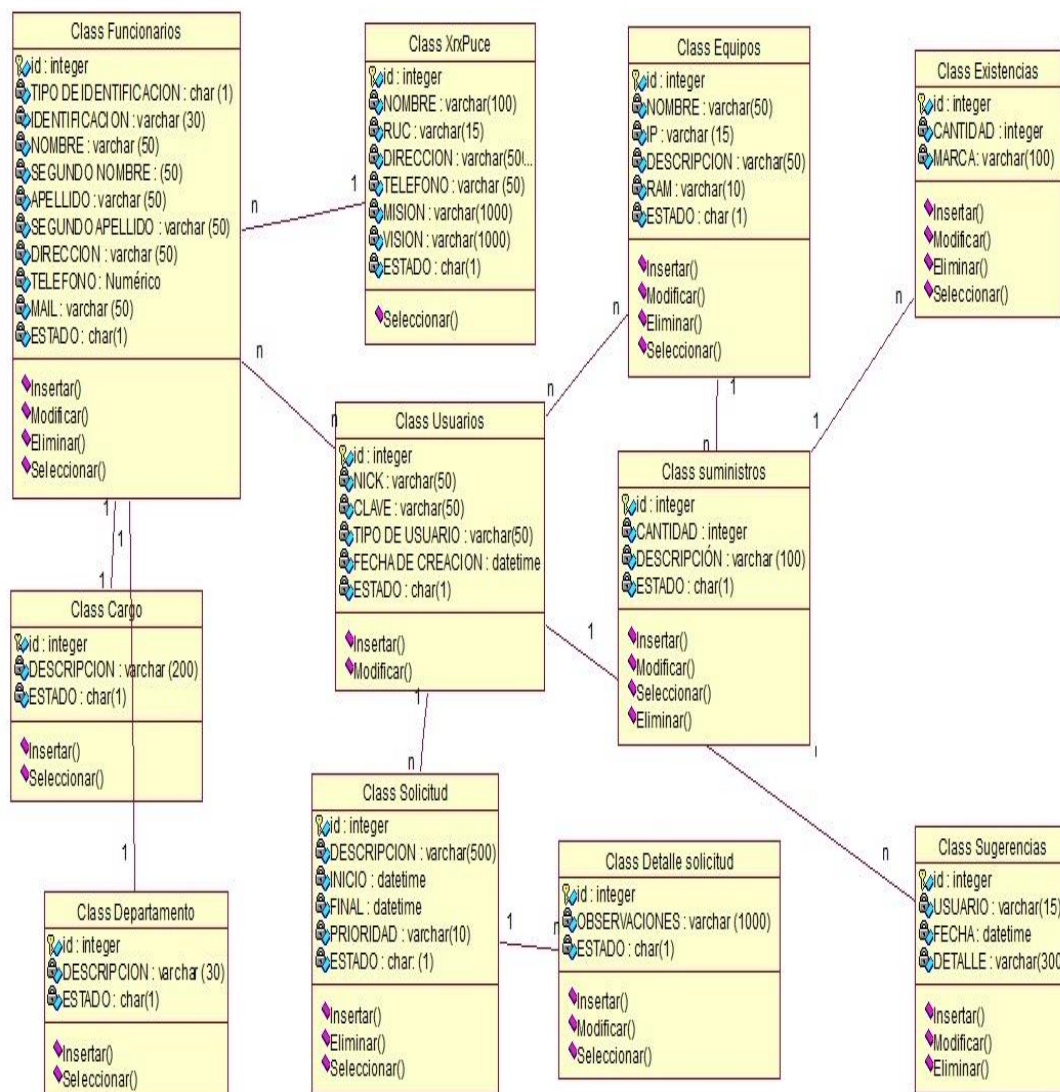 Class Funcionarios
id : integer
TIPO DE IDENTIFICACION : char (1)
IDENTIFICACION : varchar (30)
NOMBRE : varchar (50)
SEGUNDO NOMBRE : (50)
APELLIDO : varchar (50)
SEGUNDO APELLIDO : varchar (50)
DIRECCION : varchar (50)
TELEFONO : Numérico
MAIL : varchar (50)
ESTADO : char(1)
Insertar()
Modificar()
Eliminar()
Seleccionar()
n
1
Class XrxPuce
id : integer
NOMBRE : varchar(100)
RUC : varchar(15)
DIRECCION : varchar(50(...
TELEFONO : varchar (50)
MISION : varchar(1000)
VISION : varchar(1000)
ESTADO : char(1)
Seleccionar()
Class Equipos
id : integer
NOMBRE : varchar(50)
IP : varchar (15)
DESCRIPCION : varchar(50)
RAM : varchar(10)
ESTADO : char (1)
Insertar()
Modificar()
Eliminar()
Seleccionar()
Class Existencias
id : integer
CANTIDAD : integer
MARCA : varchar(100)
Insertar()
Modificar()
Eliminar()
Seleccionar()
n
n
n
n
1
n
n
1
Class Usuarios
id : integer
NICK : varchar(50)
CLAVE : varchar(50)
TIPO DE USUARIO : varchar(50)
FECHA DE CREACION : datetime
ESTADO : char(1)
Insertar()
Modificar()
Class suministros
id : integer
CANTIDAD : integer
DESCRIPCIÓN : varchar (100)
ESTADO : char(1)
Insertar()
Modificar()
Seleccionar()
Eliminar()
1
1
1
Class Cargo
id : integer
DESCRIPCION : varchar (200)
ESTADO : char(1)
Insertar()
Seleccionar()
1
Class Departamento
id : integer
DESCRIPCION : varchar (30)
ESTADO : char(1)
Insertar()
Seleccionar()
1
n
Class Solicitud
id : integer
DESCRIPCION : varchar(500)
INICIO : datetime
FINAL : datetime
PRIORIDAD : varchar(10)
ESTADO : char: (1)
Insertar()
Eliminar()
Seleccionar()
1
n
Class Detalle solicitud
id : integer
OBSERVACIONES : varchar (1000)
ESTADO : char(1)
Insertar()
Modificar()
Seleccionar()
1
n
Class Sugerencias
id : integer
USUARIO : varchar(15)
FECHA : datetime
DETALLE : varchar(300
Insertar()
Modificar()
Eliminar()